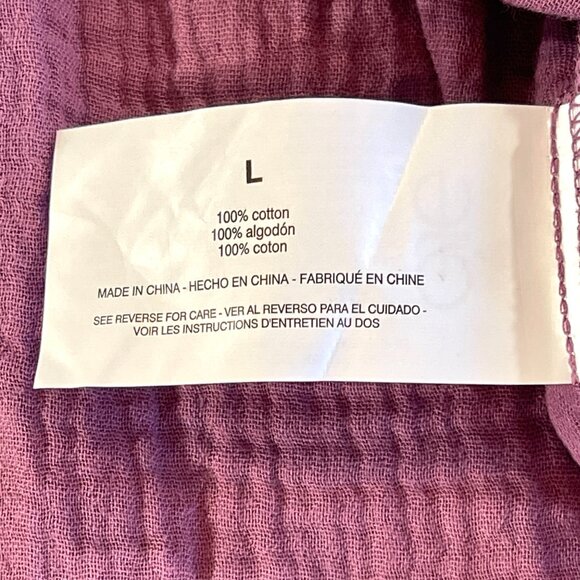 L
100% cotton
100% algodón
100% coton
MADE IN CHINA - HECHO EN CHINA - FABRIQUÉ EN CHINE
SEE REVERSE FOR CARE - VER AL REVERSO PARA EL CUIDADO -
VOIR LES INSTRUCTIONS D'ENTRETIEN AU DOS